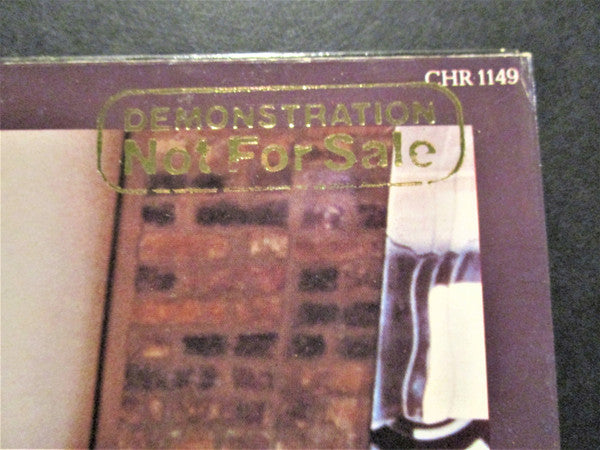 CHR 1149
DEMONSTRATION
Not For Sale